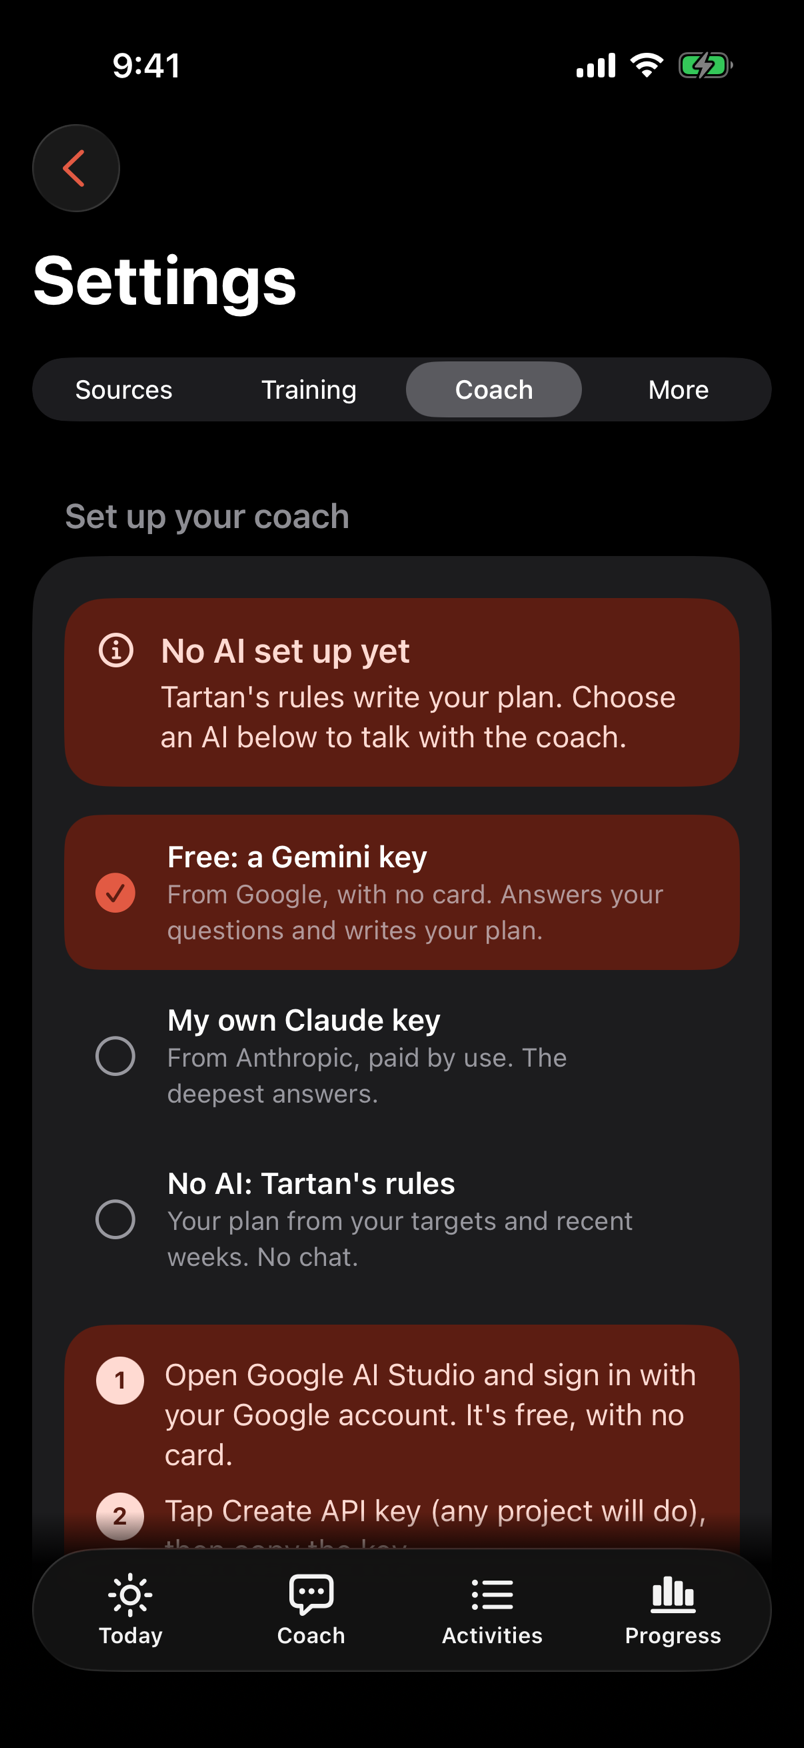 9:41
Settings
Sources Training Coach More
Set up your coach
No AI set up yet
Tartan's rules write your plan. Choose
an AI below to talk with the coach.
Free: a Gemini key
From Google, with no card. Answers your
questions and writes your plan.
My own Claude key
From Anthropic, paid by use. The
deepest answers.
No AI: Tartan's rules
Your plan from your targets and recent
weeks. No chat.
1 Open Google AI Studio and sign in with
your Google account. It's free, with no
card.
2 Tap Create API key (any project will do),
then copy the key
Today Coach Activities Progress